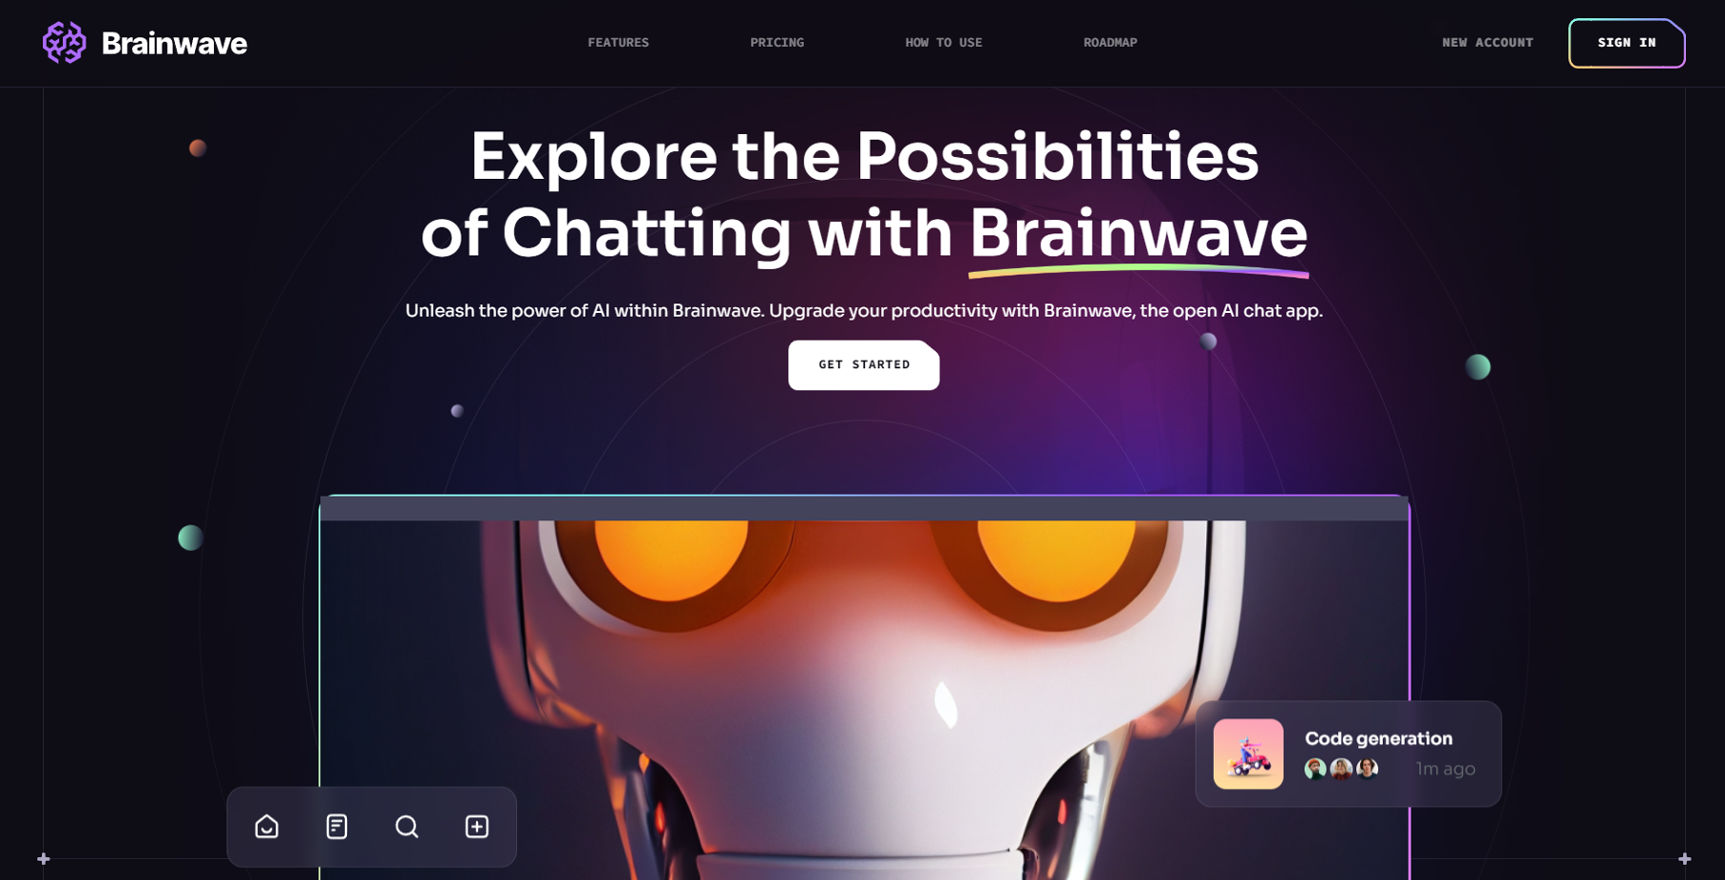 Brainwave
FEATURES
PRICING
HOW TO USE
ROADMAP
NEW ACCOUNT
SIGN IN
Explore the Possibilities
of Chatting with Brainwave
Unleash the power of AI within Brainwave. Upgrade your productivity with Brainwave, the open AI chat app.
GET STARTED
Code generation
1m ago